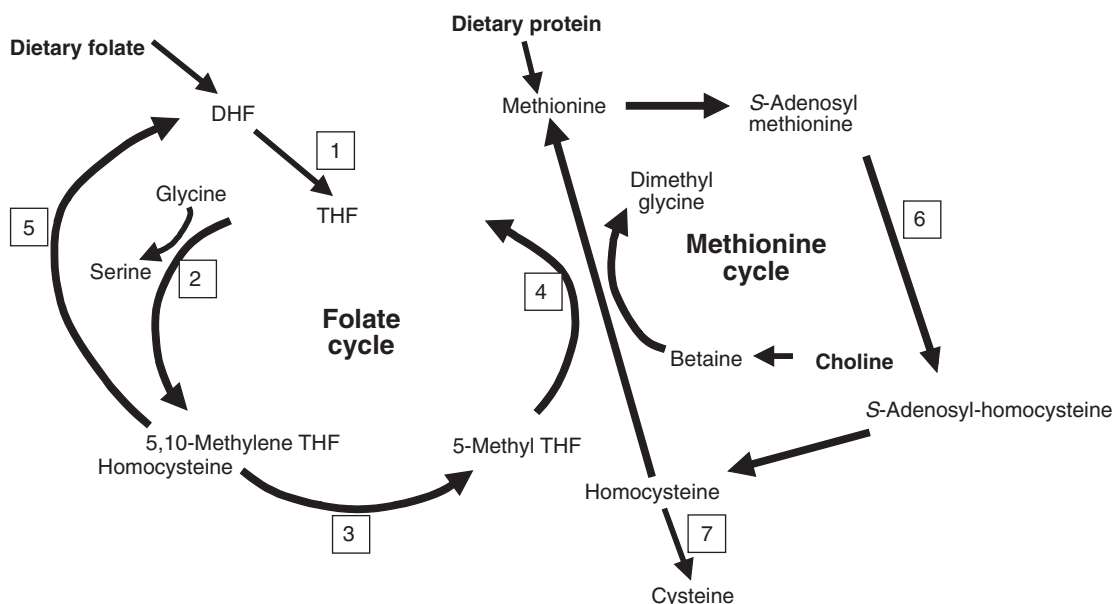 Dietary protein
Dietary folate
DHF
Methionine
S-Adenosyl
methionine
1
Glycine
THF
Dimethyl
glycine
5
6
Serine
2
4
Methionine
cycle
Folate
cycle
Betaine
Choline
S-Adenosyl-homocysteine
5,10-Methylene THF
Homocysteine
5-Methyl THF
Homocysteine
3
7
Cysteine